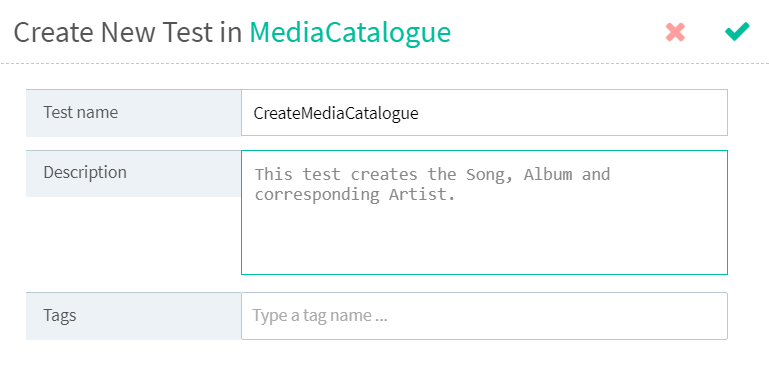 Create New Test in MediaCatalogue
Test name
CreateMediaCatalogue
Description
This test creates the Song, Album and
corresponding Artist.
Tags
Type a tag name ...